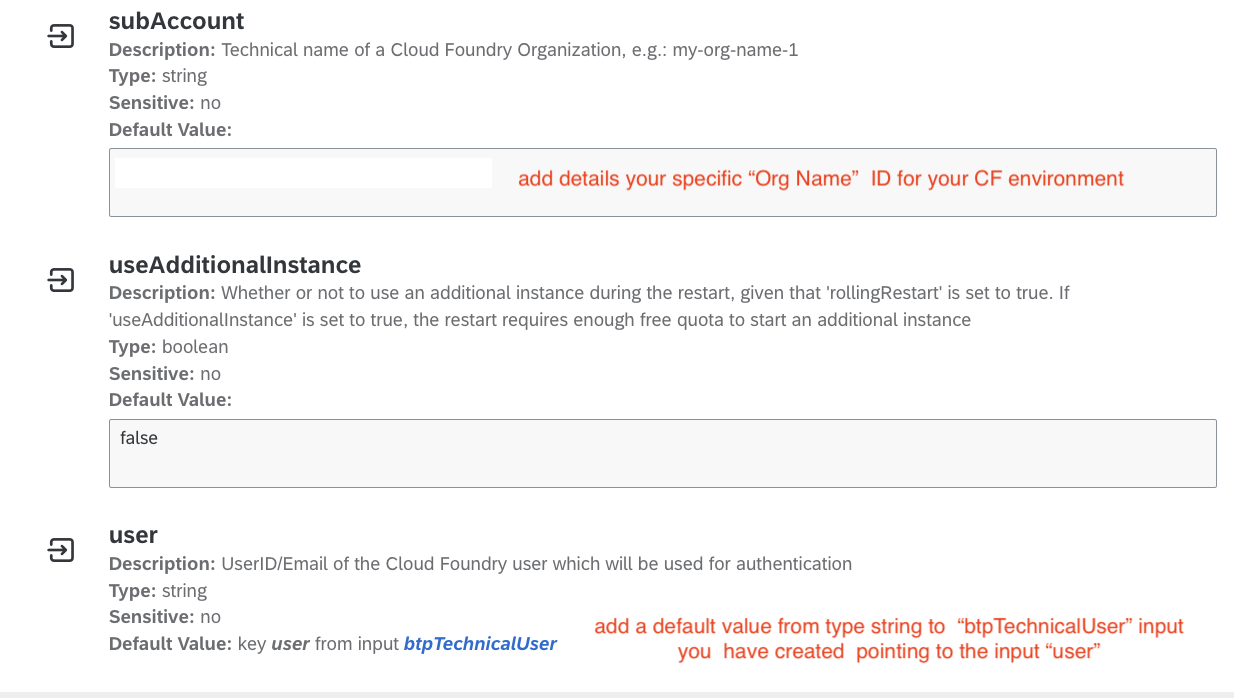 subAccount
Description: Technical name of a Cloud Foundry Organization, e.g.: my-org-name-1
Type: string
Sensitive: no
Default Value:
add details your specific “Org Name”  ID for your CF environment
useAdditionalInstance
Description: Whether or not to use an additional instance during the restart, given that 'rollingRestart' is set to true. If
'useAdditionalInstance' is set to true, the restart requires enough free quota to start an additional instance
Type: boolean
Sensitive: no
Default Value:
false
user
Description: UserID/Email of the Cloud Foundry user which will be used for authentication
Type: string
Sensitive: no
Default Value: key user from input btpTechnicalUser
add a default value from type string to  “btpTechnicalUser” input
you  have created  pointing to the input “user”